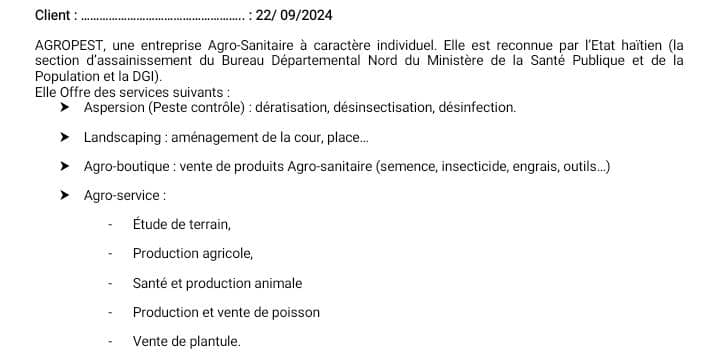 Client : ........................................................ : 22/ 09/2024
AGROPEST, une entreprise Agro-Sanitaire à caractère individuel. Elle est reconnue par l'Etat haïtien (la
section d'assainissement du Bureau Départemental Nord du Ministère de la Santé Publique et de la
Population et la DGI).
Elle Offre des services suivants :
➤ Aspersion (Peste contrôle) : dératisation, désinsectisation, désinfection.
➤ Landscaping : aménagement de la cour, place...
➤ Agro-boutique : vente de produits Agro-sanitaire (semence, insecticide, engrais, outils...)
➤ Agro-service :
- Étude de terrain,
- Production agricole,
- Santé et production animale
- Production et vente de poisson
- Vente de plantule.